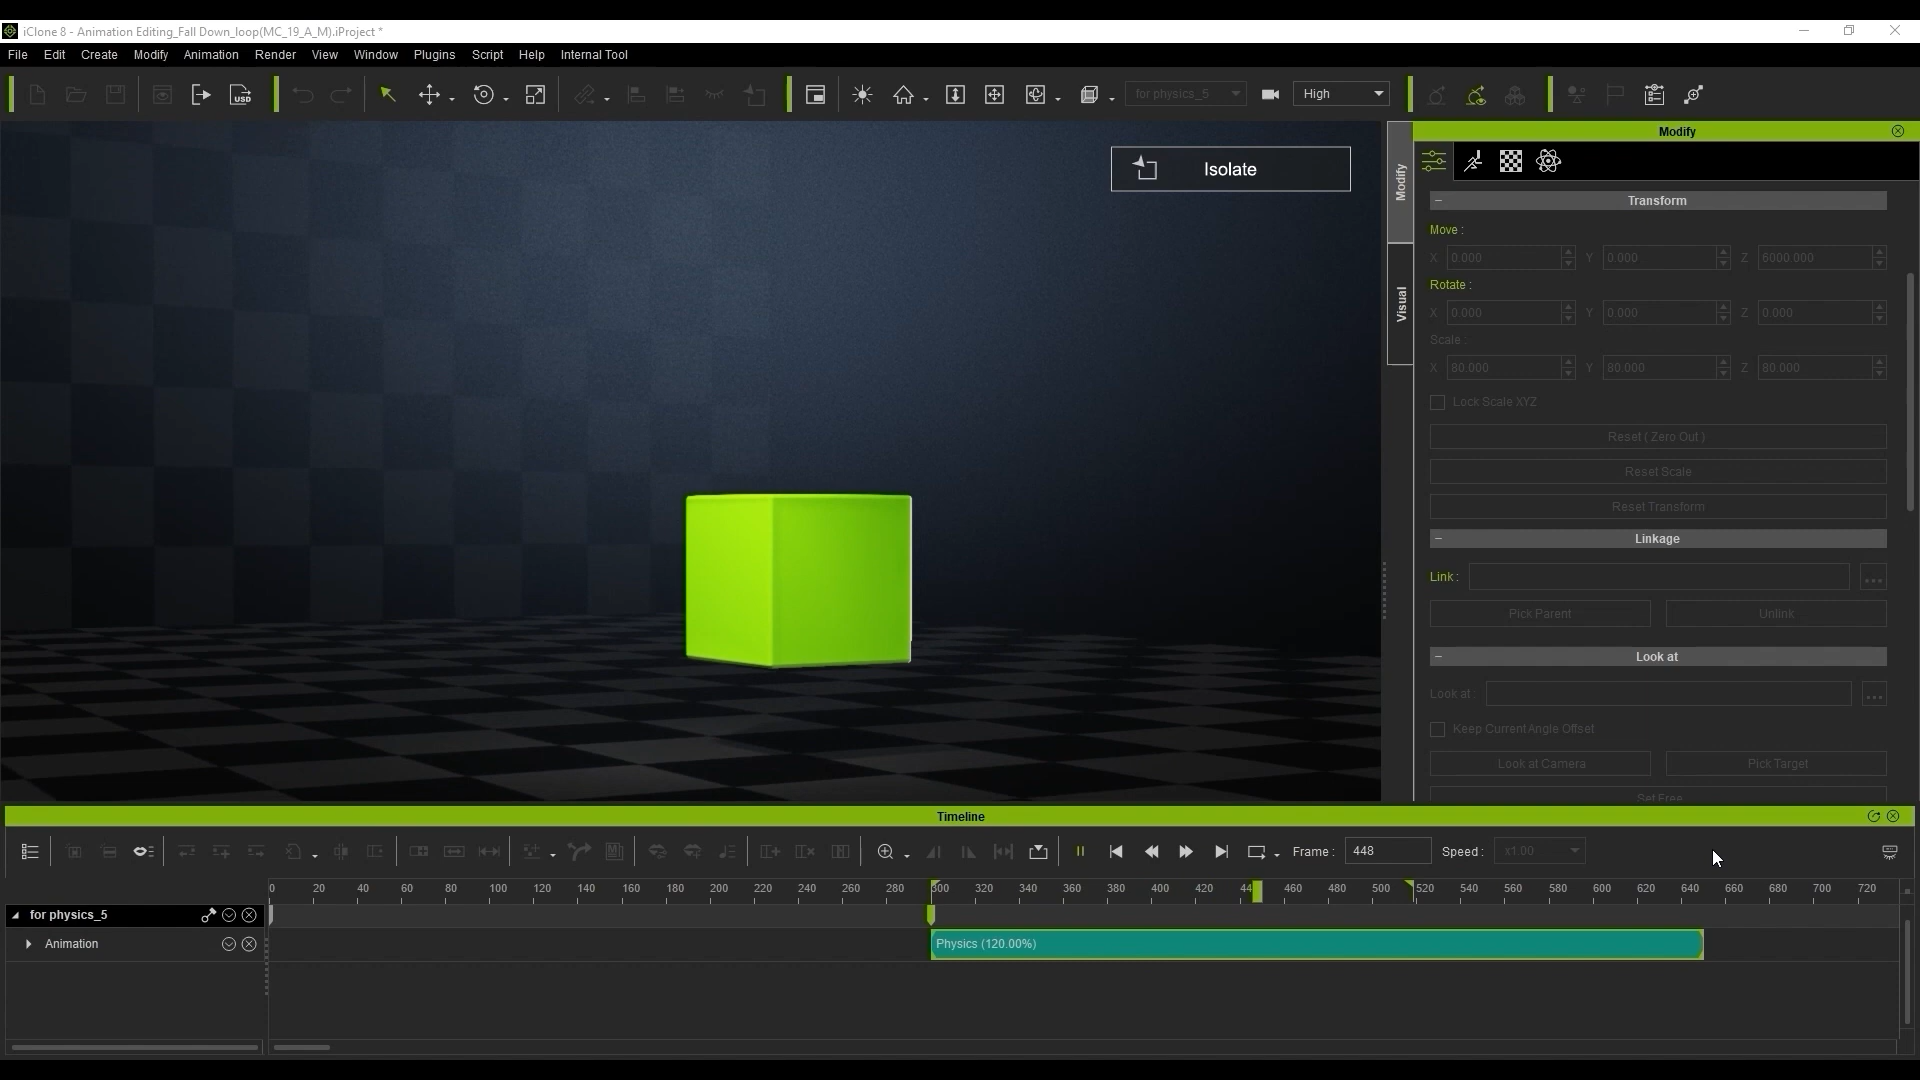 iClone 8 - Animation Editing_Fall Down_loop(MC_19_A_M).iProject *
File Edit Create Modify Animation Render View Window Plugins Script Help Internal Tool
USD for physics_5 High
Isolate
Modify
Visual
Modify
Transform
Move :
X 0.000 Y 0.000 Z 6000.000
Rotate :
X 0.000 Y 0.000 Z 0.000
Scale :
X 80.000 Y 80.000 Z 80.000
Lock Scale XYZ
Reset ( Zero Out )
Reset Scale
Reset Transform
Linkage
Link : ...
Pick Parent Unlink
Look at
Look at : ...
Keep Current Angle Offset
Look at Camera Pick Target
Set Free
Timeline
Frame : 448 Speed : x1.00
0 20 40 60 80 100 120 140 160 180 200 220 240 260 280 300 320 340 360 380 400 420 44 460 480 500 520 540 560 580 600 620 640 660 680 700 720
for physics_5
Animation
Physics (120.00%)